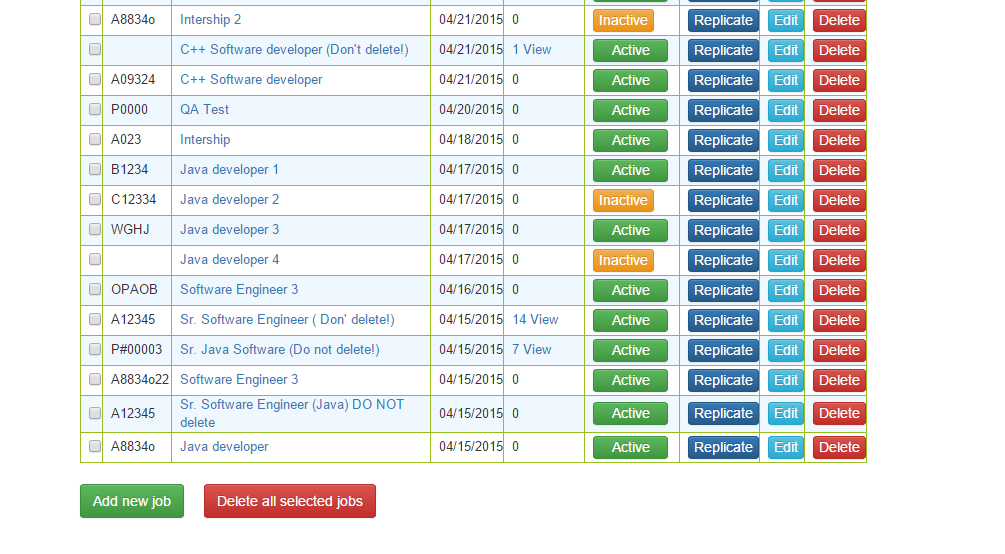 A8834o Intership 2 04/21/2015 0 Inactive Replicate Edit Delete
C++ Software developer (Don't delete!) 04/21/2015 1 View Active Replicate Edit Delete
A09324 C++ Software developer 04/21/2015 0 Active Replicate Edit Delete
P0000 QA Test 04/20/2015 0 Active Replicate Edit Delete
A023 Intership 04/18/2015 0 Active Replicate Edit Delete
B1234 Java developer 1 04/17/2015 0 Active Replicate Edit Delete
C12334 Java developer 2 04/17/2015 0 Inactive Replicate Edit Delete
WGHJ Java developer 3 04/17/2015 0 Active Replicate Edit Delete
Java developer 4 04/17/2015 0 Inactive Replicate Edit Delete
OPAOB Software Engineer 3 04/16/2015 0 Active Replicate Edit Delete
A12345 Sr. Software Engineer ( Don' delete!) 04/15/2015 14 View Active Replicate Edit Delete
P#00003 Sr. Java Software (Do not delete!) 04/15/2015 7 View Active Replicate Edit Delete
A8834o22 Software Engineer 3 04/15/2015 0 Active Replicate Edit Delete
A12345 Sr. Software Engineer (Java) DO NOT
delete 04/15/2015 0 Active Replicate Edit Delete
A8834o Java developer 04/15/2015 0 Active Replicate Edit Delete
Add new job Delete all selected jobs